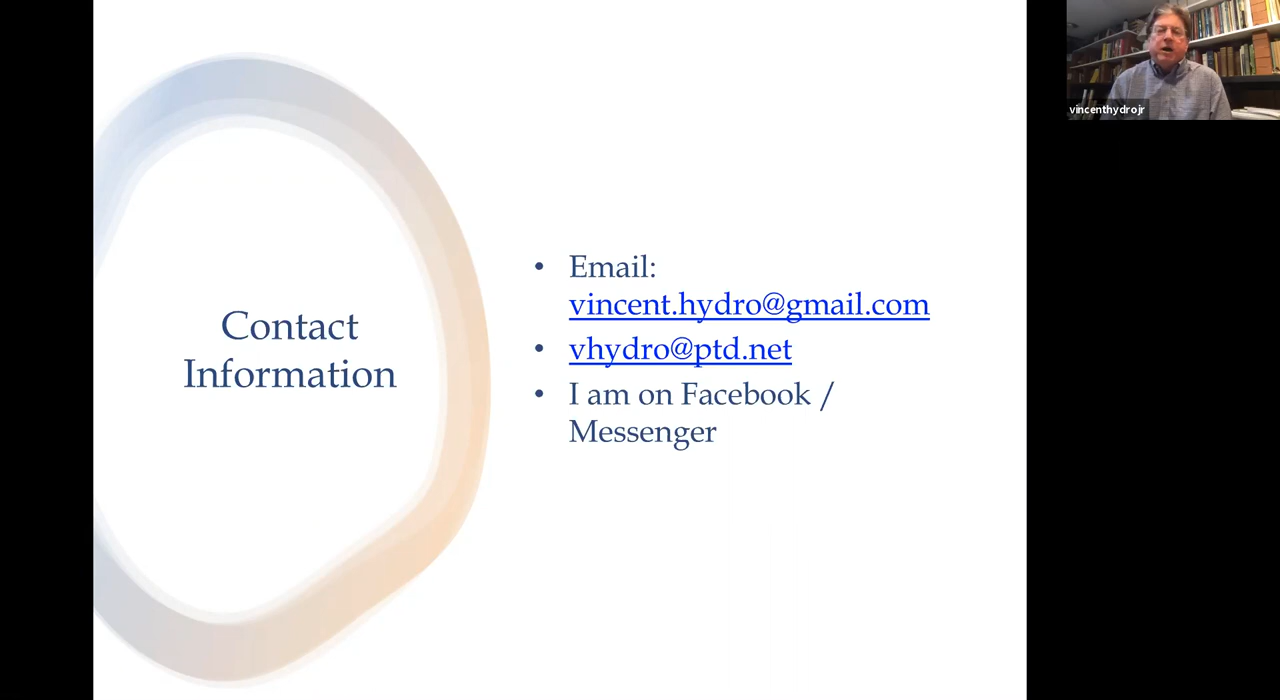 Contact
Information
• Email:
vincent.hydro@gmail.com
• vhydro@ptd.net
• I am on Facebook /
Messenger
vincenthydrojr